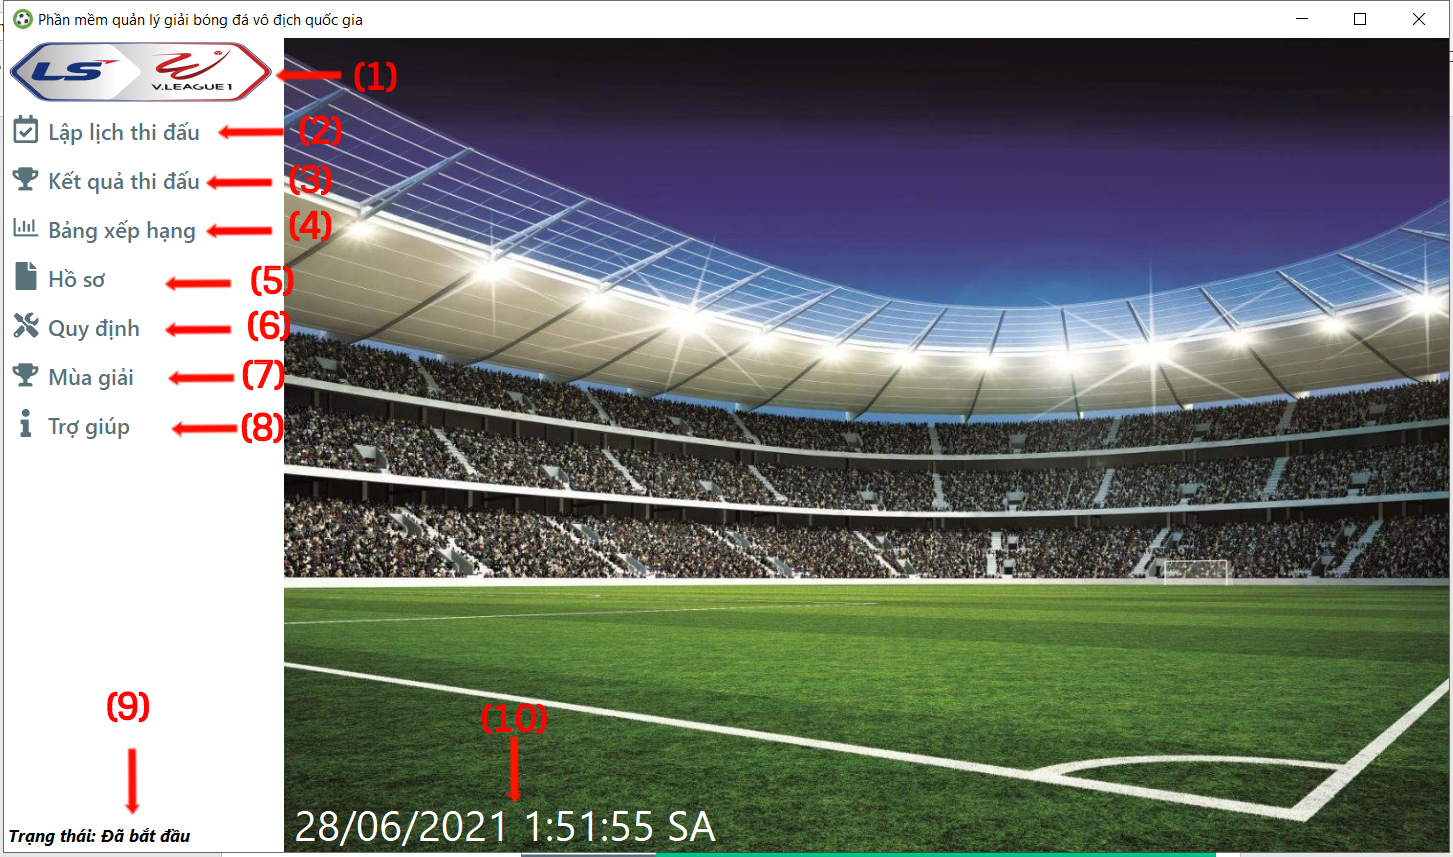 Phần mềm quản lý giải bóng đá vô địch quốc gia
LS V.LEAGUE 1 (1)
Lập lịch thi đấu (2)
Kết quả thi đấu (3)
Bảng xếp hạng (4)
Hồ sơ (5)
Quy định (6)
Mùa giải (7)
Trợ giúp (8)
(9)
(10)
Trạng thái: Đã bắt đầu
28/06/2021 1:51:55 SA